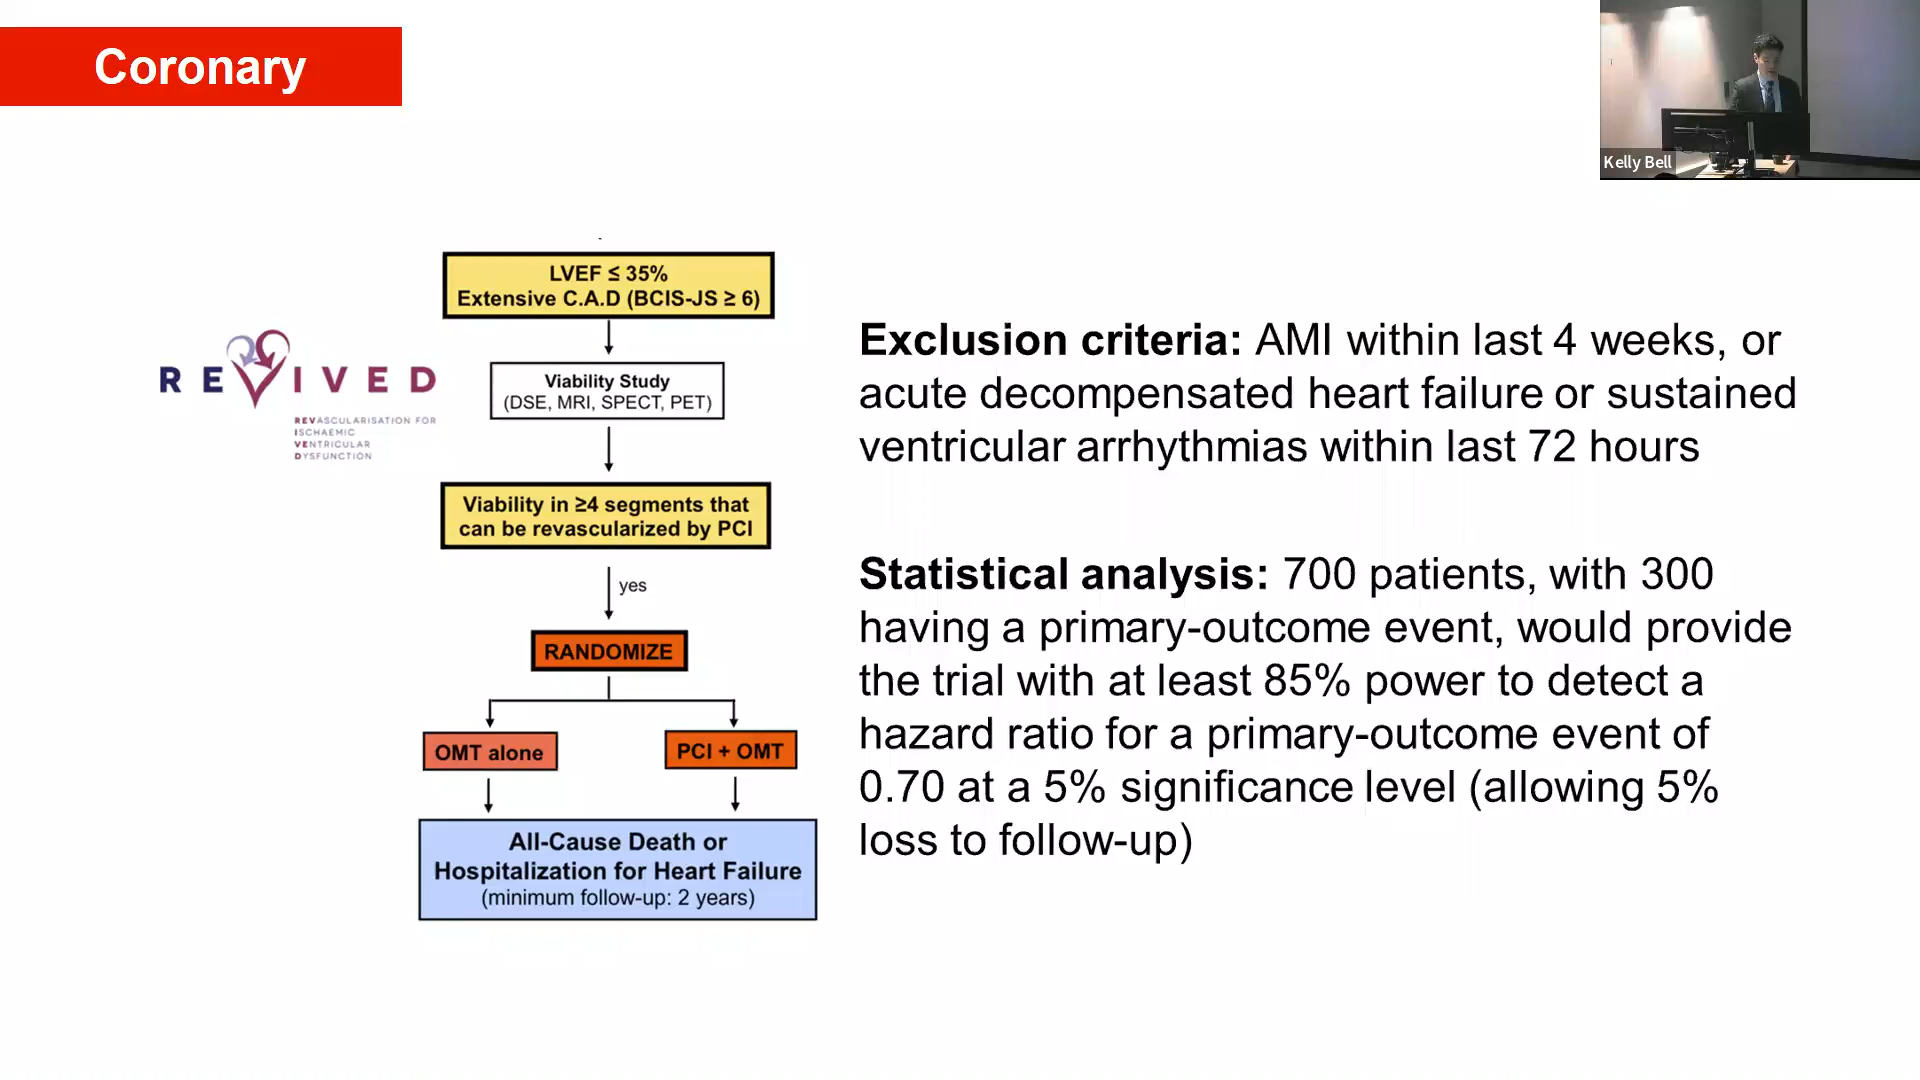 Coronary
Kelly Bell
LVEF ≤ 35%
Extensive C.A.D (BCIS-JS ≥ 6)
REVIVED
REVASCULARISATION FOR
ISCHAEMIC
VENTRICULAR
DYSFUNCTION
Viability Study
(DSE, MRI, SPECT, PET)
Viability in ≥4 segments that
can be revascularized by PCI
yes
RANDOMIZE
OMT alone
PCI + OMT
All-Cause Death or
Hospitalization for Heart Failure
(minimum follow-up: 2 years)
Exclusion criteria: AMI within last 4 weeks, or
acute decompensated heart failure or sustained
ventricular arrhythmias within last 72 hours
Statistical analysis: 700 patients, with 300
having a primary-outcome event, would provide
the trial with at least 85% power to detect a
hazard ratio for a primary-outcome event of
0.70 at a 5% significance level (allowing 5%
loss to follow-up)